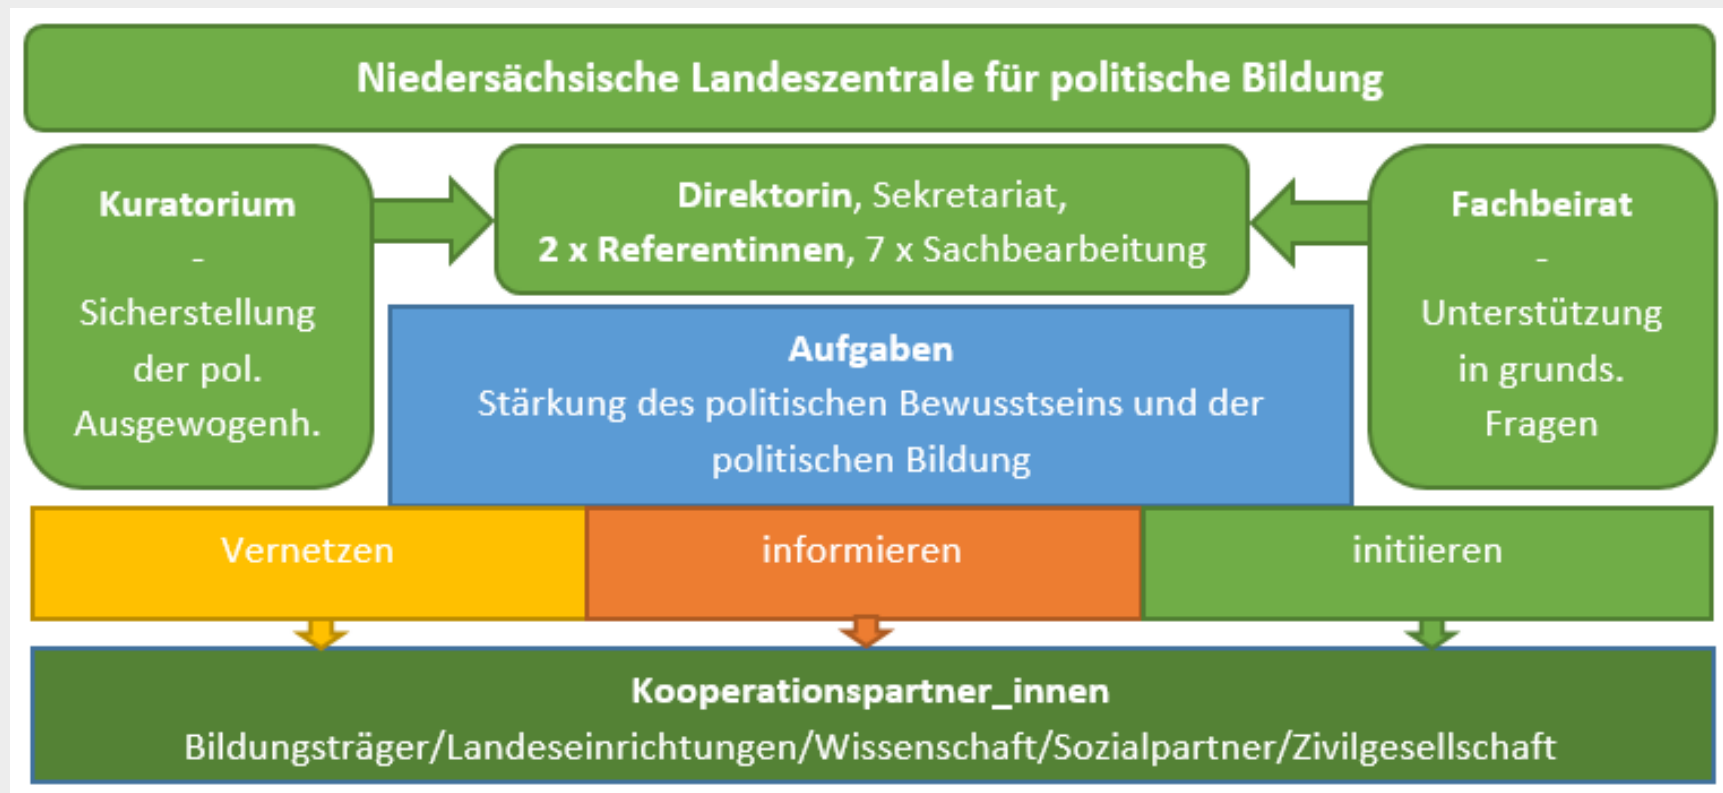 Niedersächsische Landeszentrale für politische Bildung
Kuratorium
-
Sicherstellung
der pol.
Ausgewogenh.
Direktorin, Sekretariat,
2 x Referentinnen, 7 x Sachbearbeitung
Fachbeirat
-
Unterstützung
in grunds.
Fragen
Aufgaben
Stärkung des politischen Bewusstseins und der
politischen Bildung
Vernetzen
informieren
initiieren
Kooperationspartner_innen
Bildungsträger/Landeseinrichtungen/Wissenschaft/Sozialpartner/Zivilgesellschaft